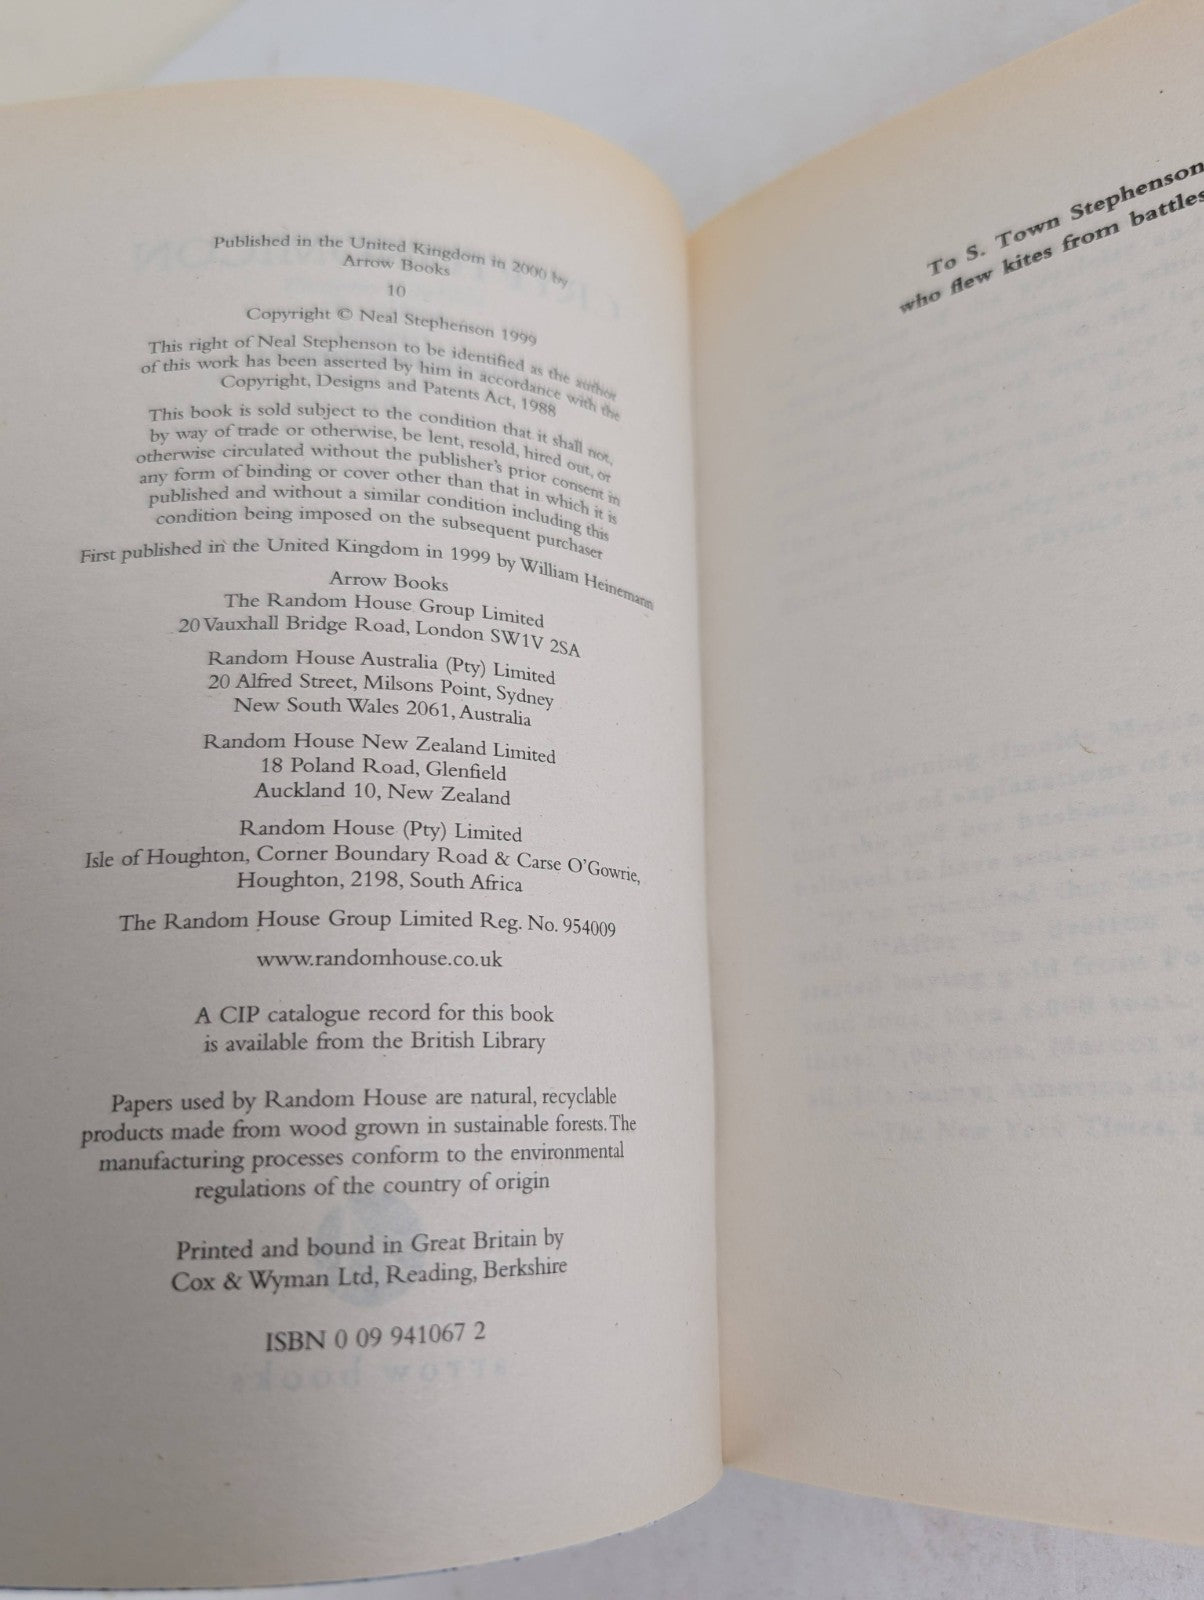 Published in the United Kingdom in 2000 by
Arrow Books
10
Copyright © Neal Stephenson 1999
This right of Neal Stephenson to be identified as the author
of this work has been asserted by him in accordance with the
Copyright, Designs and Patents Act, 1988
This book is sold subject to the condition that it shall not,
by way of trade or otherwise, be lent, resold, hired out, or
otherwise circulated without the publisher's prior consent in
any form of binding or cover other than that in which it is
published and without a similar condition including this
condition being imposed on the subsequent purchaser
First published in the United Kingdom in 1999 by William Heinemann
Arrow Books
The Random House Group Limited
20 Vauxhall Bridge Road, London SW1V 2SA
Random House Australia (Pty) Limited
20 Alfred Street, Milsons Point, Sydney
New South Wales 2061, Australia
Random House New Zealand Limited
18 Poland Road, Glenfield
Auckland 10, New Zealand
Random House (Pty) Limited
Isle of Houghton, Corner Boundary Road & Carse O'Gowrie,
Houghton, 2198, South Africa
The Random House Group Limited Reg. No. 954009
www.randomhouse.co.uk
A CIP catalogue record for this book
is available from the British Library
Papers used by Random House are natural, recyclable
products made from wood grown in sustainable forests. The
manufacturing processes conform to the environmental
regulations of the country of origin
Printed and bound in Great Britain by
Cox & Wyman Ltd, Reading, Berkshire
ISBN 0 09 941067 2
To S. Town Stephenson
who flew kites from battles